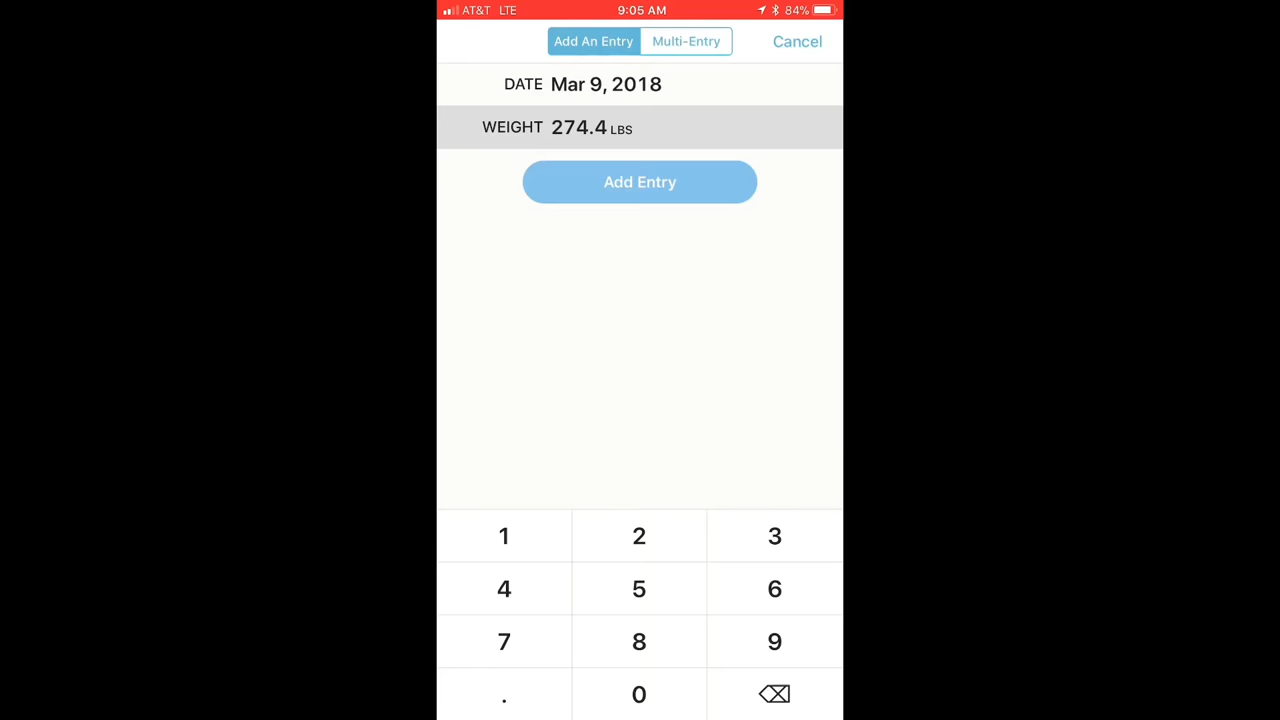 AT&T LTE 9:05 AM 84%
Add An Entry Multi-Entry Cancel
DATE Mar 9, 2018
WEIGHT 274.4 LBS
Add Entry
1 2 3
4 5 6
7 8 9
. 0